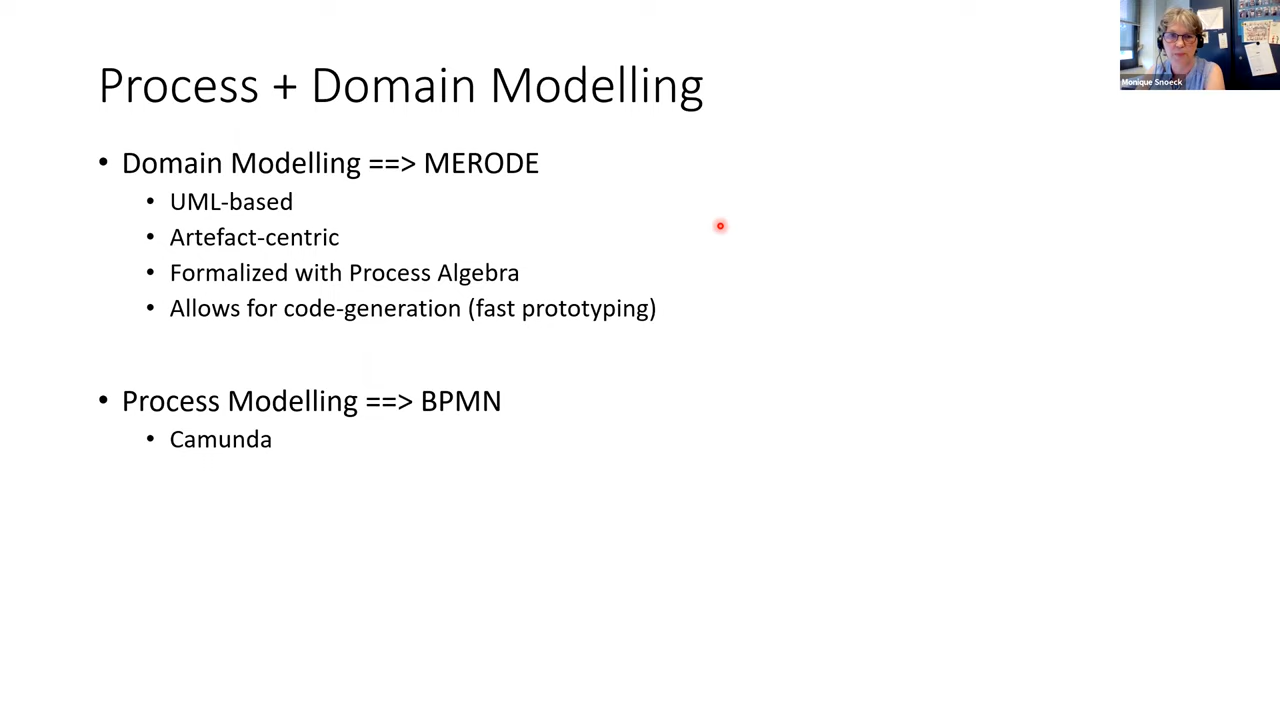 Process + Domain Modelling
Monique Snoeck
• Domain Modelling ==> MERODE
• UML-based
• Artefact-centric
• Formalized with Process Algebra
• Allows for code-generation (fast prototyping)
• Process Modelling ==> BPMN
• Camunda